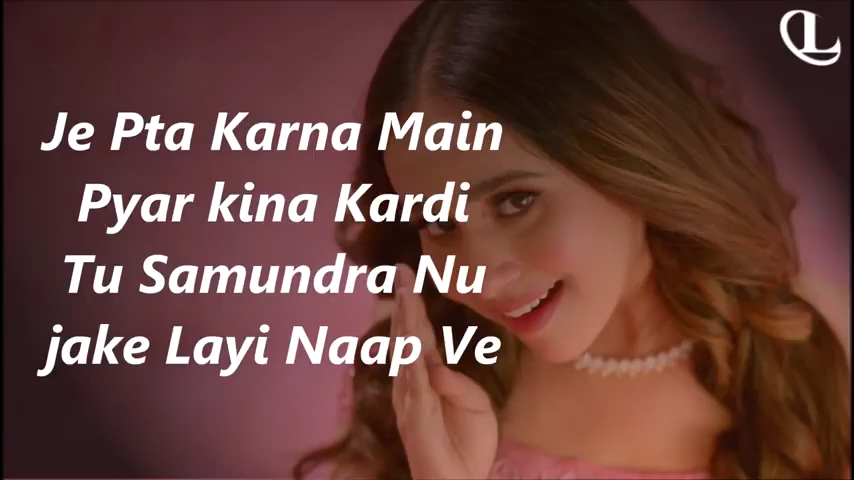 L
Je Pta Karna Main
Pyar kina Kardi
Tu Samundra Nu
jake Layi Naap Ve